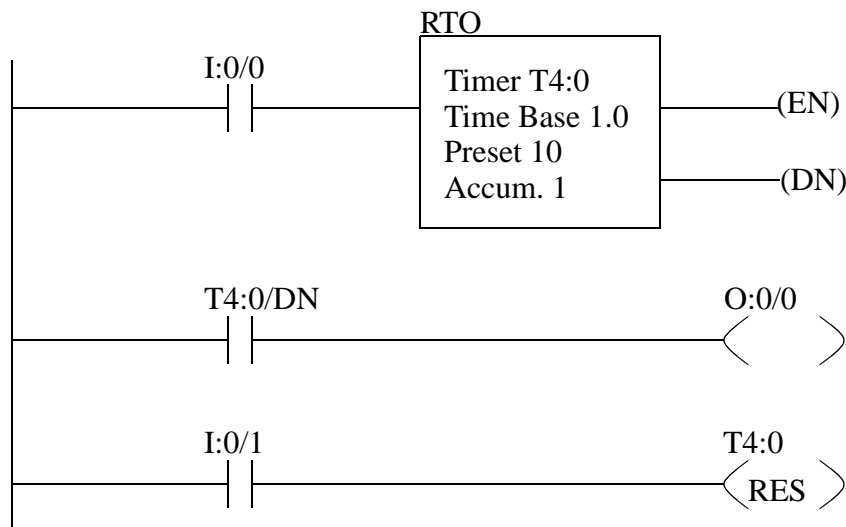 RTO
I:0/0
Timer T4:0
Time Base 1.0
Preset 10
Accum. 1
(EN)
(DN)
T4:0/DN
O:0/0
I:0/1
T4:0
RES